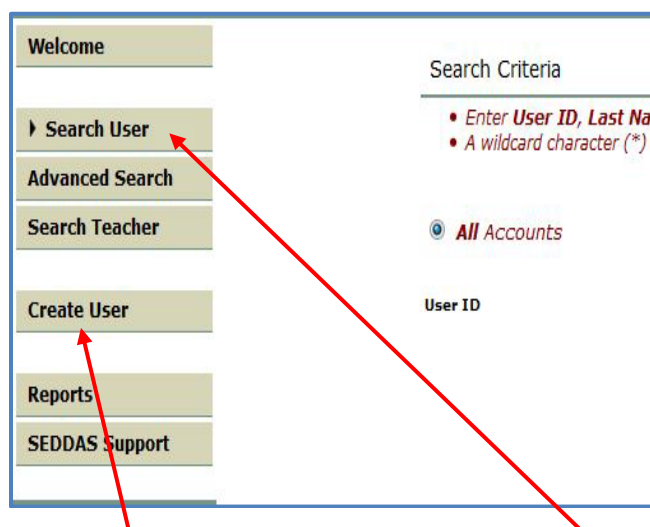 Welcome
Search User
Advanced Search
Search Teacher
Create User
Reports
SEDDAS Support
Search Criteria
• Enter User ID, Last Na
• A wildcard character (*)
All Accounts
User ID